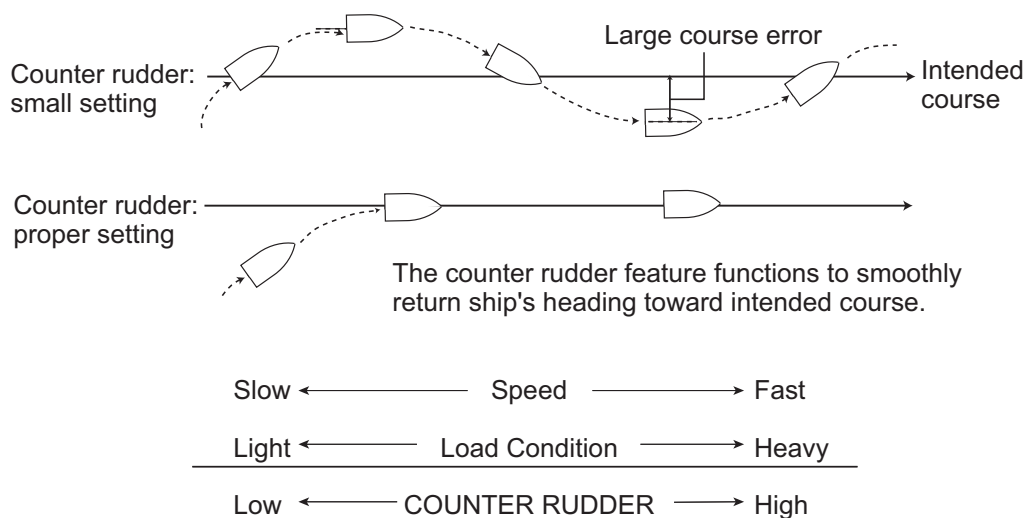 Large course error
Counter rudder:
small setting
Intended
course
Counter rudder:
proper setting
The counter rudder feature functions to smoothly
return ship's heading toward intended course.
Slow Speed Fast
Light Load Condition Heavy
Low COUNTER RUDDER High